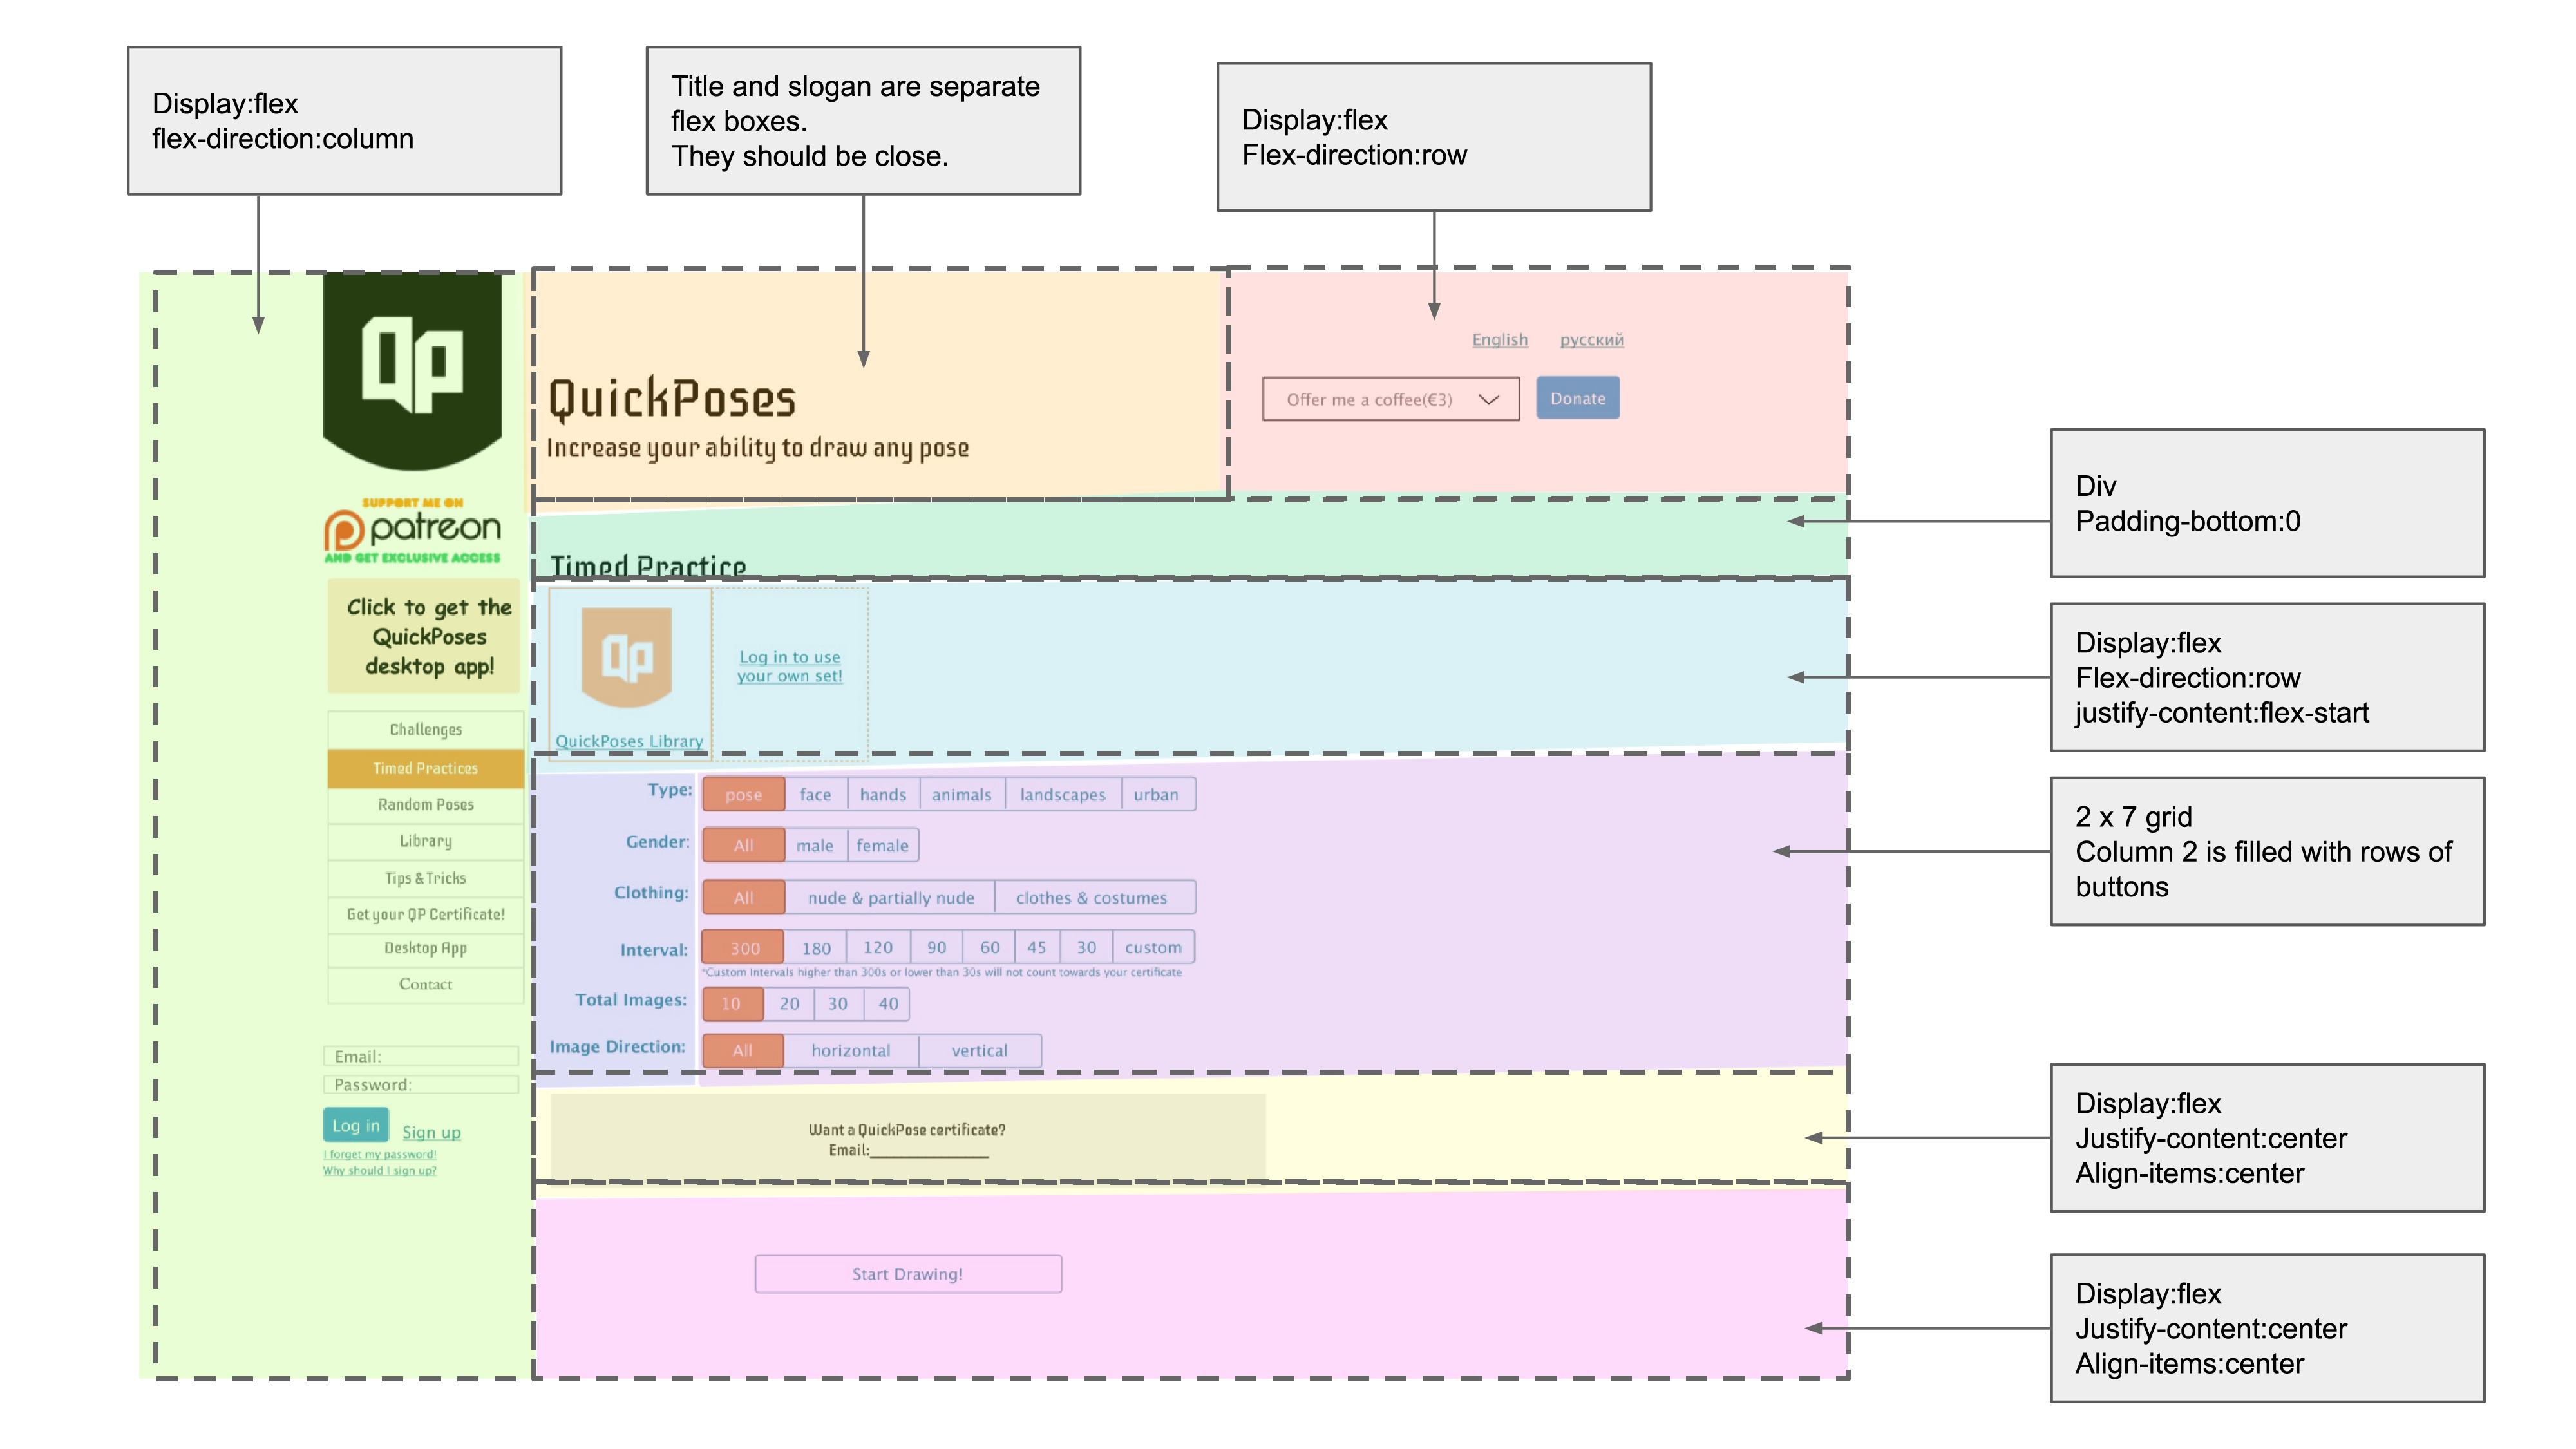 Display:flex
flex-direction:column
Title and slogan are separate
flex boxes.
They should be close.
Display:flex
Flex-direction:row
QP
SUPPORT ME ON
patreon
AND GET EXCLUSIVE ACCESS
Click to get the
QuickPoses
desktop app!
Challenges
Timed Practices
Random Poses
Library
Tips & Tricks
Get your QP Certificate!
Desktop App
Contact
Email:
Password:
Log in
Sign up
I forget my password!
Why should I sign up?
QuickPoses
Increase your ability to draw any pose
English русский
Offer me a coffee(€3)
Donate
Timed Practice
QP
QuickPoses Library
Log in to use
your own set!
Type: pose face hands animals landscapes urban
Gender: All male female
Clothing: All nude & partially nude clothes & costumes
Interval: 300 180 120 90 60 45 30 custom
*Custom intervals higher than 300s or lower than 30s will not count towards your certificate
Total Images: 10 20 30 40
Image Direction: All horizontal vertical
Want a QuickPose certificate?
Email:______________
Start Drawing!
Div
Padding-bottom:0
Display:flex
Flex-direction:row
justify-content:flex-start
2 x 7 grid
Column 2 is filled with rows of
buttons
Display:flex
Justify-content:center
Align-items:center
Display:flex
Justify-content:center
Align-items:center